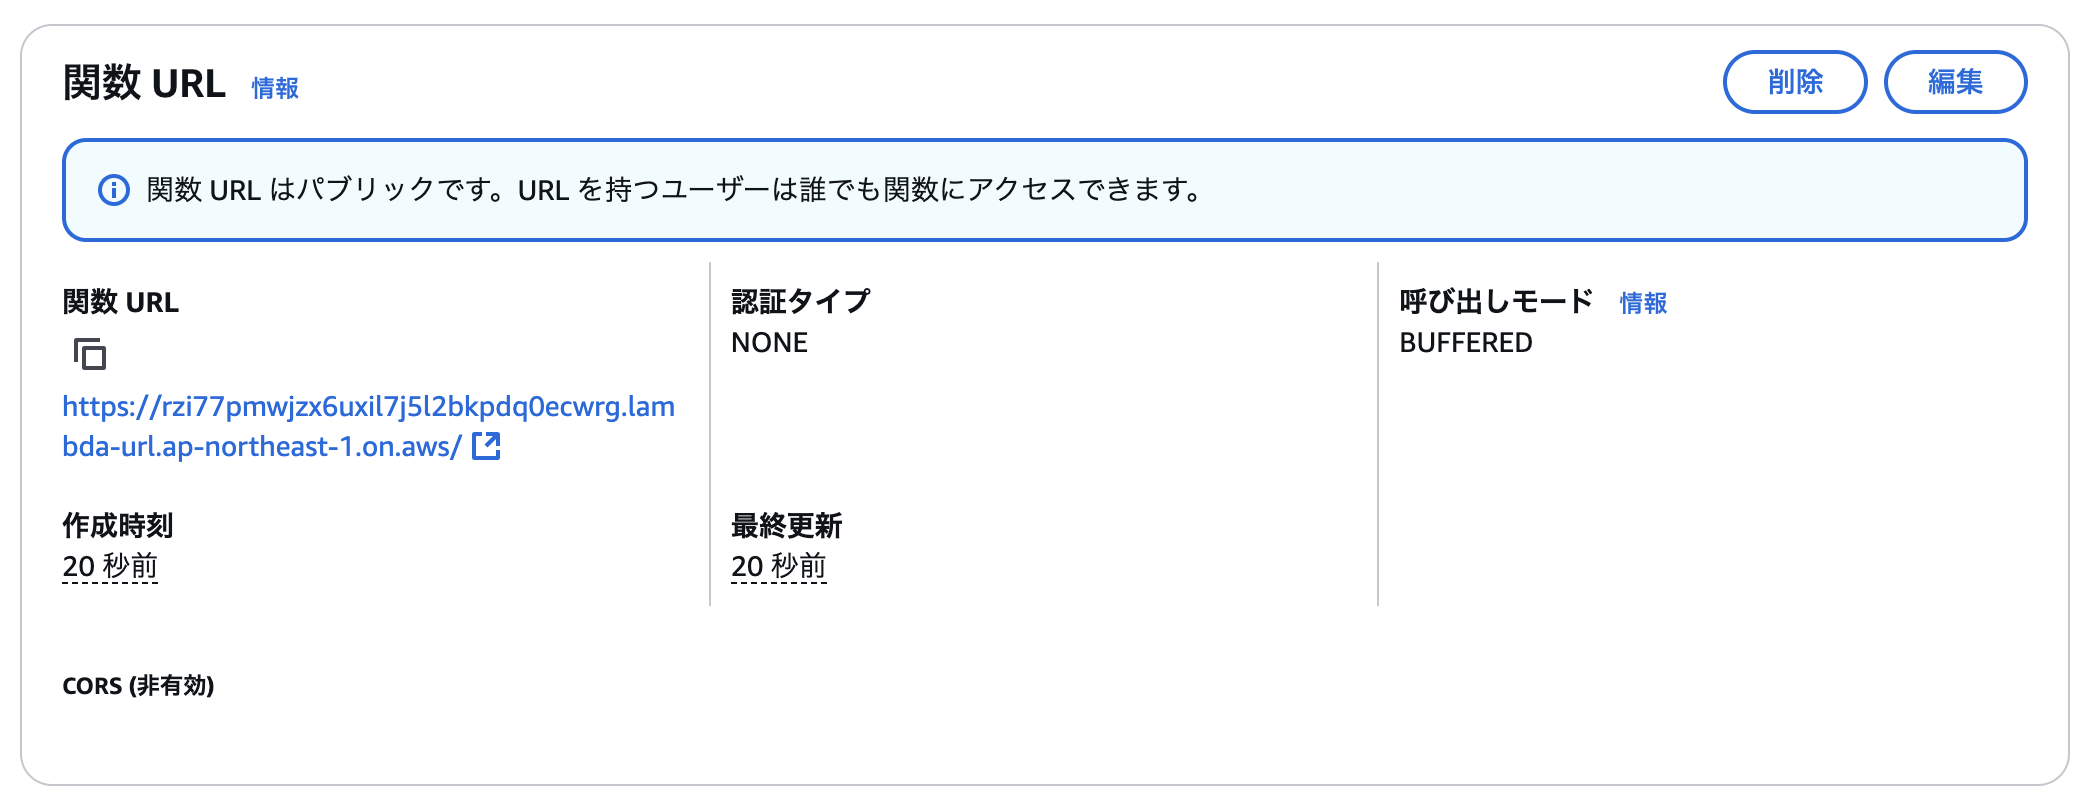 関数 URL 情報
削除
編集
関数 URL はパブリックです。URL を持つユーザーは誰でも関数にアクセスできます。
関数 URL
https://rzi77pmwjzx6uxil7j5l2bkpdq0ecwrg.lam
bda-url.ap-northeast-1.on.aws/
認証タイプ
NONE
呼び出しモード 情報
BUFFERED
作成時刻
20 秒前
最終更新
20 秒前
CORS (非有効)